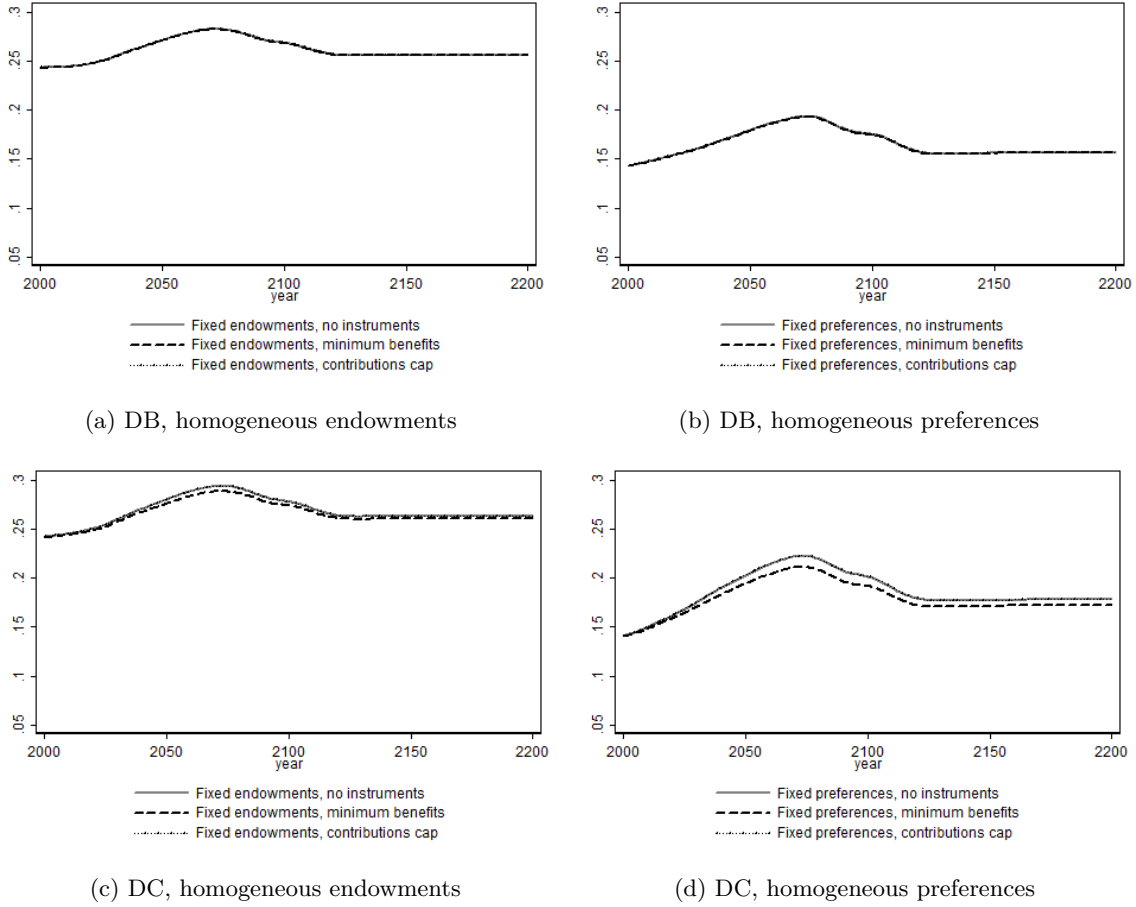 .3
.25
.2
.15
.1
.05
2000 2050 2100 2150 2200
year
Fixed endowments, no instruments
Fixed endowments, minimum benefits
Fixed endowments, contributions cap
(a) DB, homogeneous endowments
.3
.25
.2
.15
.1
.05
2000 2050 2100 2150 2200
year
Fixed preferences, no instruments
Fixed preferences, minimum benefits
Fixed preferences, contributions cap
(b) DB, homogeneous preferences
.3
.25
.2
.15
.1
.05
2000 2050 2100 2150 2200
year
Fixed endowments, no instruments
Fixed endowments, minimum benefits
Fixed endowments, contributions cap
(c) DC, homogeneous endowments
.3
.25
.2
.15
.1
.05
2000 2050 2100 2150 2200
year
Fixed preferences, no instruments
Fixed preferences, minimum benefits
Fixed preferences, contributions cap
(d) DC, homogeneous preferences